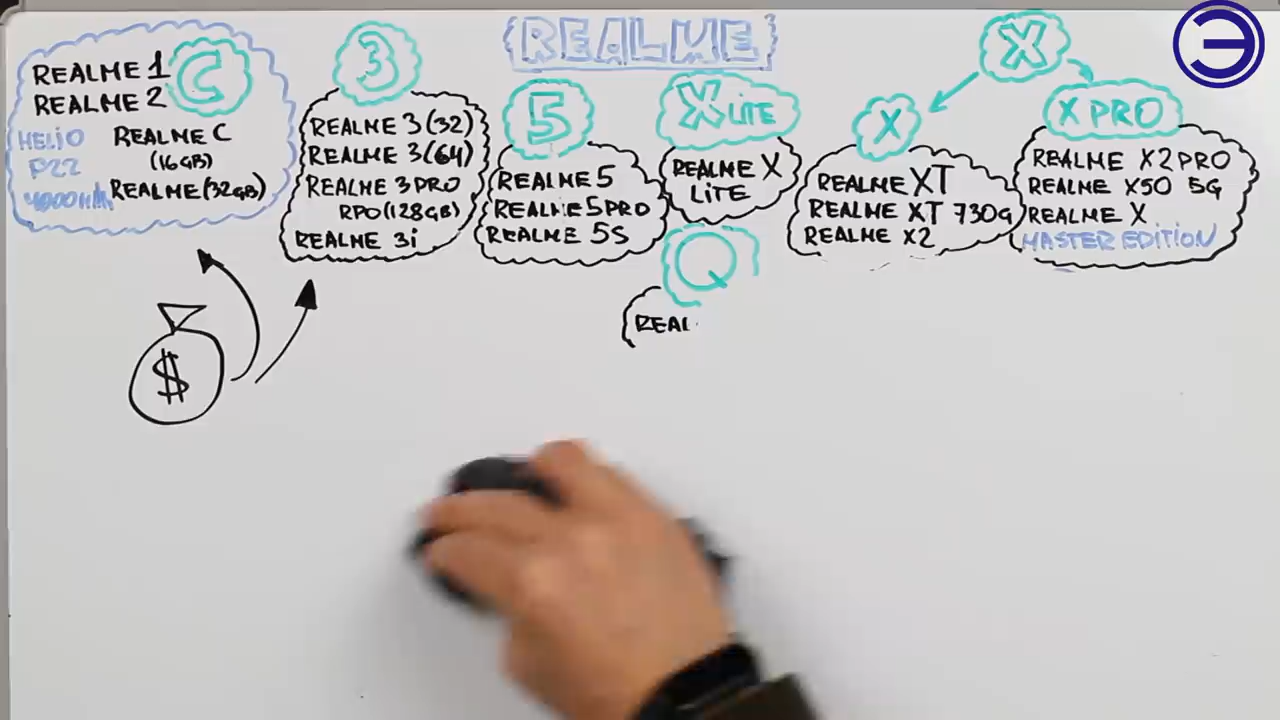 REALME
REALME 1
REALME 2
C
HELIO
P22
REALME C
(16GB)
REALME (32GB)
3
REALME 3 (32)
REALME 3 (64)
REALME 3 PRO
RPO (128GB)
REALME 3i
5
REALME 5
REALME 5 PRO
REALME 5S
X LITE
REALME X
LITE
Q
REAL
X
X
REALME XT
REALME XT 730G
REALME X2
X PRO
REALME X2 PRO
REALME X50 5G
REALME X
MASTER EDITION
$
Э